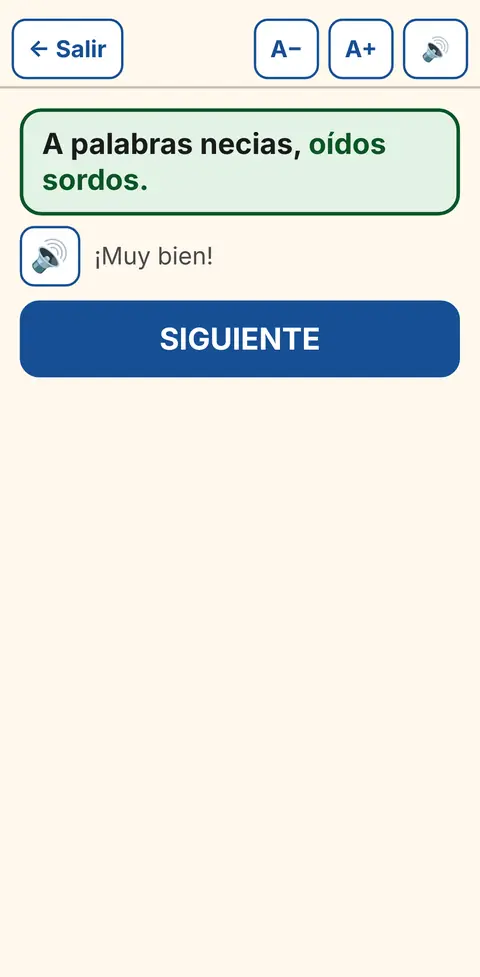 ← Salir A− A+
A palabras necias, oídos
sordos.
¡Muy bien!
SIGUIENTE